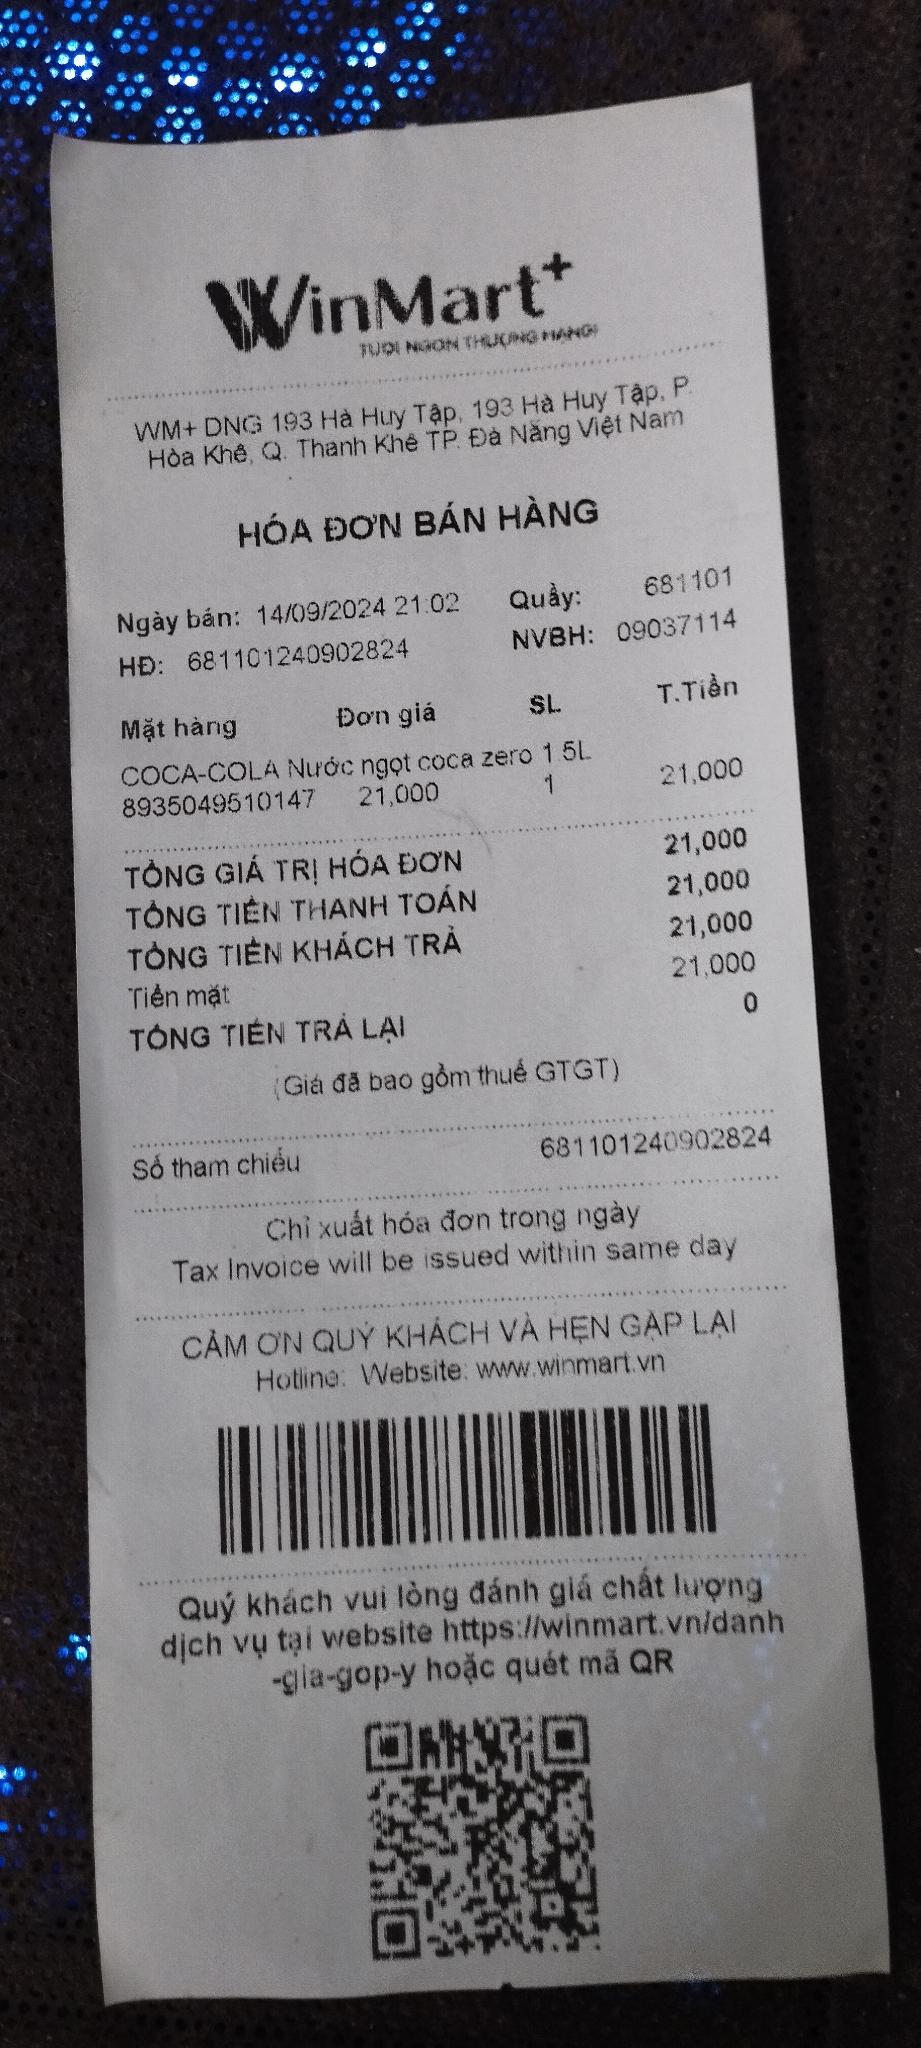 WinMart+
TƯƠI NGON THƯỢNG HẠNG!
WM+ DNG 193 Hà Huy Tập, 193 Hà Huy Tập, P.
Hòa Khê, Q. Thanh Khê TP. Đà Nẵng Việt Nam
HÓA ĐƠN BÁN HÀNG
Ngày bán: 14/09/2024 21:02 Quầy: 681101
HĐ: 681101240902824 NVBH: 09037114
Mặt hàng Đơn giá SL T.Tiền
COCA-COLA Nước ngọt coca zero 1.5L
8935049510147 21,000 1 21,000
TỔNG GIÁ TRỊ HÓA ĐƠN 21,000
TỔNG TIỀN THANH TOÁN 21,000
TỔNG TIỀN KHÁCH TRẢ 21,000
Tiền mặt 21,000
TỔNG TIỀN TRẢ LẠI 0
(Giá đã bao gồm thuế GTGT)
Số tham chiếu 681101240902824
Chỉ xuất hóa đơn trong ngày
Tax Invoice will be issued within same day
CẢM ƠN QUÝ KHÁCH VÀ HẸN GẶP LẠI
Hotline: Website: www.winmart.vn
Quý khách vui lòng đánh giá chất lượng
dịch vụ tại website https://winmart.vn/danh
-gia-gop-y hoặc quét mã QR